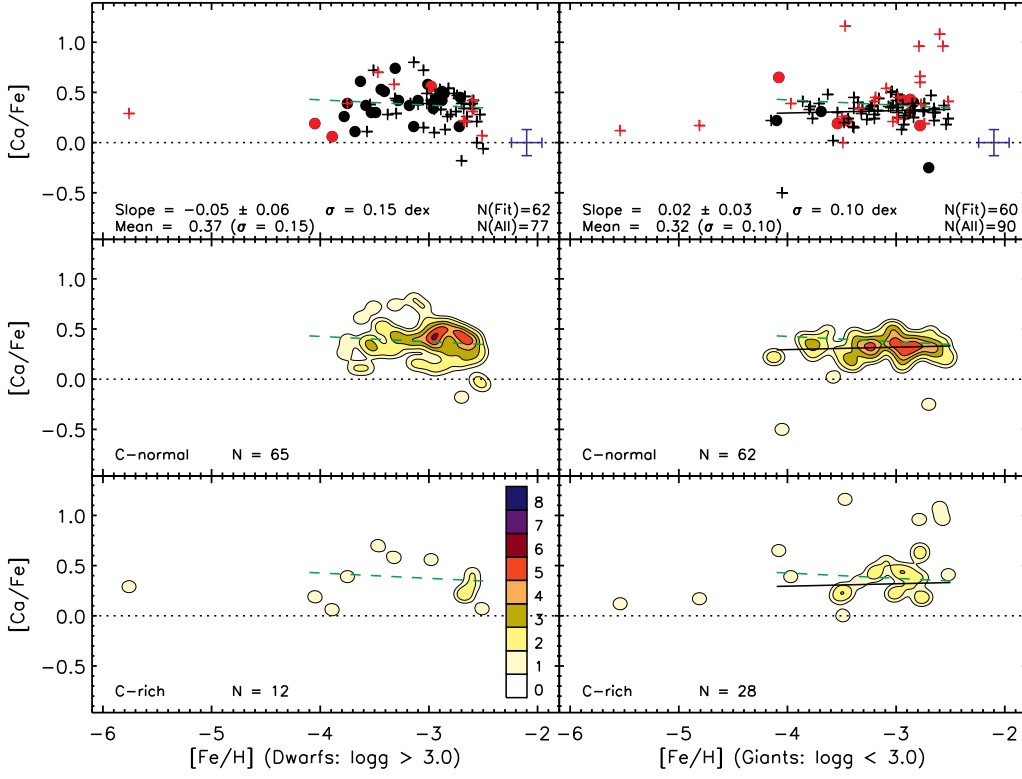 1.0
0.5
0.0
−0.5
[Ca/Fe]
Slope = −0.05 ± 0.06 σ = 0.15 dex N(Fit)=62
Mean = 0.37 (σ = 0.15) N(All)=77
Slope = 0.02 ± 0.03 σ = 0.10 dex N(Fit)=60
Mean = 0.32 (σ = 0.10) N(All)=90
1.0
0.5
0.0
−0.5
[Ca/Fe]
C−normal N = 65
C−normal N = 62
1.0
0.5
0.0
−0.5
[Ca/Fe]
C−rich N = 12
8
7
6
5
4
3
2
1
0
C−rich N = 28
−6 −5 −4 −3 −2
−6 −5 −4 −3 −2
[Fe/H] (Dwarfs: logg > 3.0)
[Fe/H] (Giants: logg < 3.0)